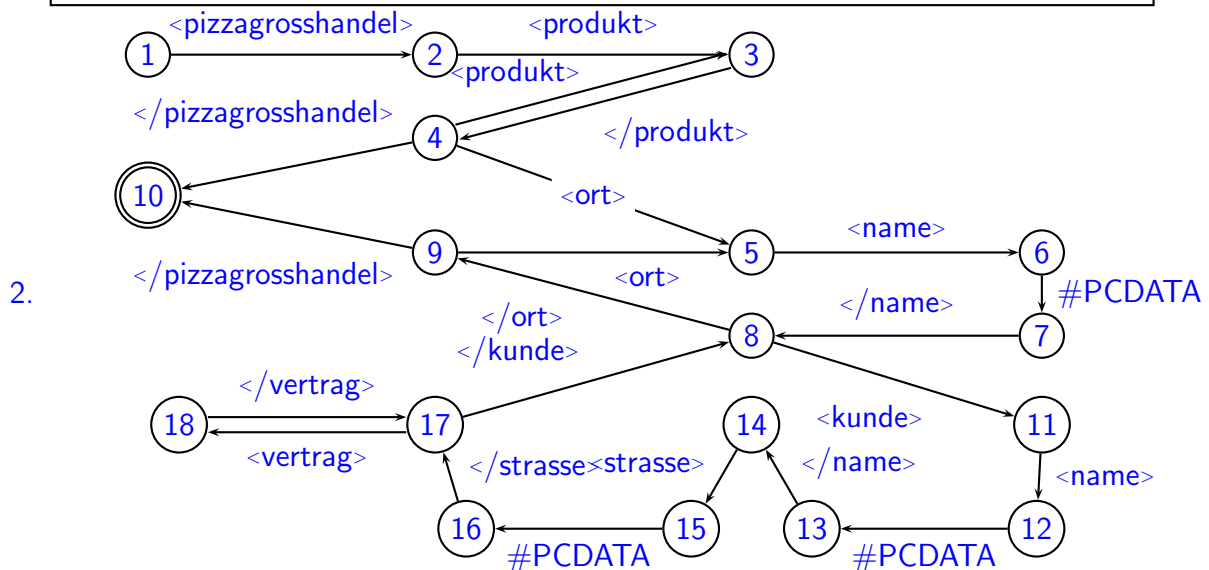 <pizzagrosshandel> <produkt>
1 2 3
<produkt>
</pizzagrosshandel> 4 </produkt>
10 <ort>
<name>
9 5 6
</pizzagrosshandel> <ort>
2. </name> #PCDATA
</ort> 8 7
</kunde>
</vertrag>
18 17 14 <kunde> 11
<vertrag> </strasse> <strasse> </name> <name>
16 15 13 12
#PCDATA #PCDATA